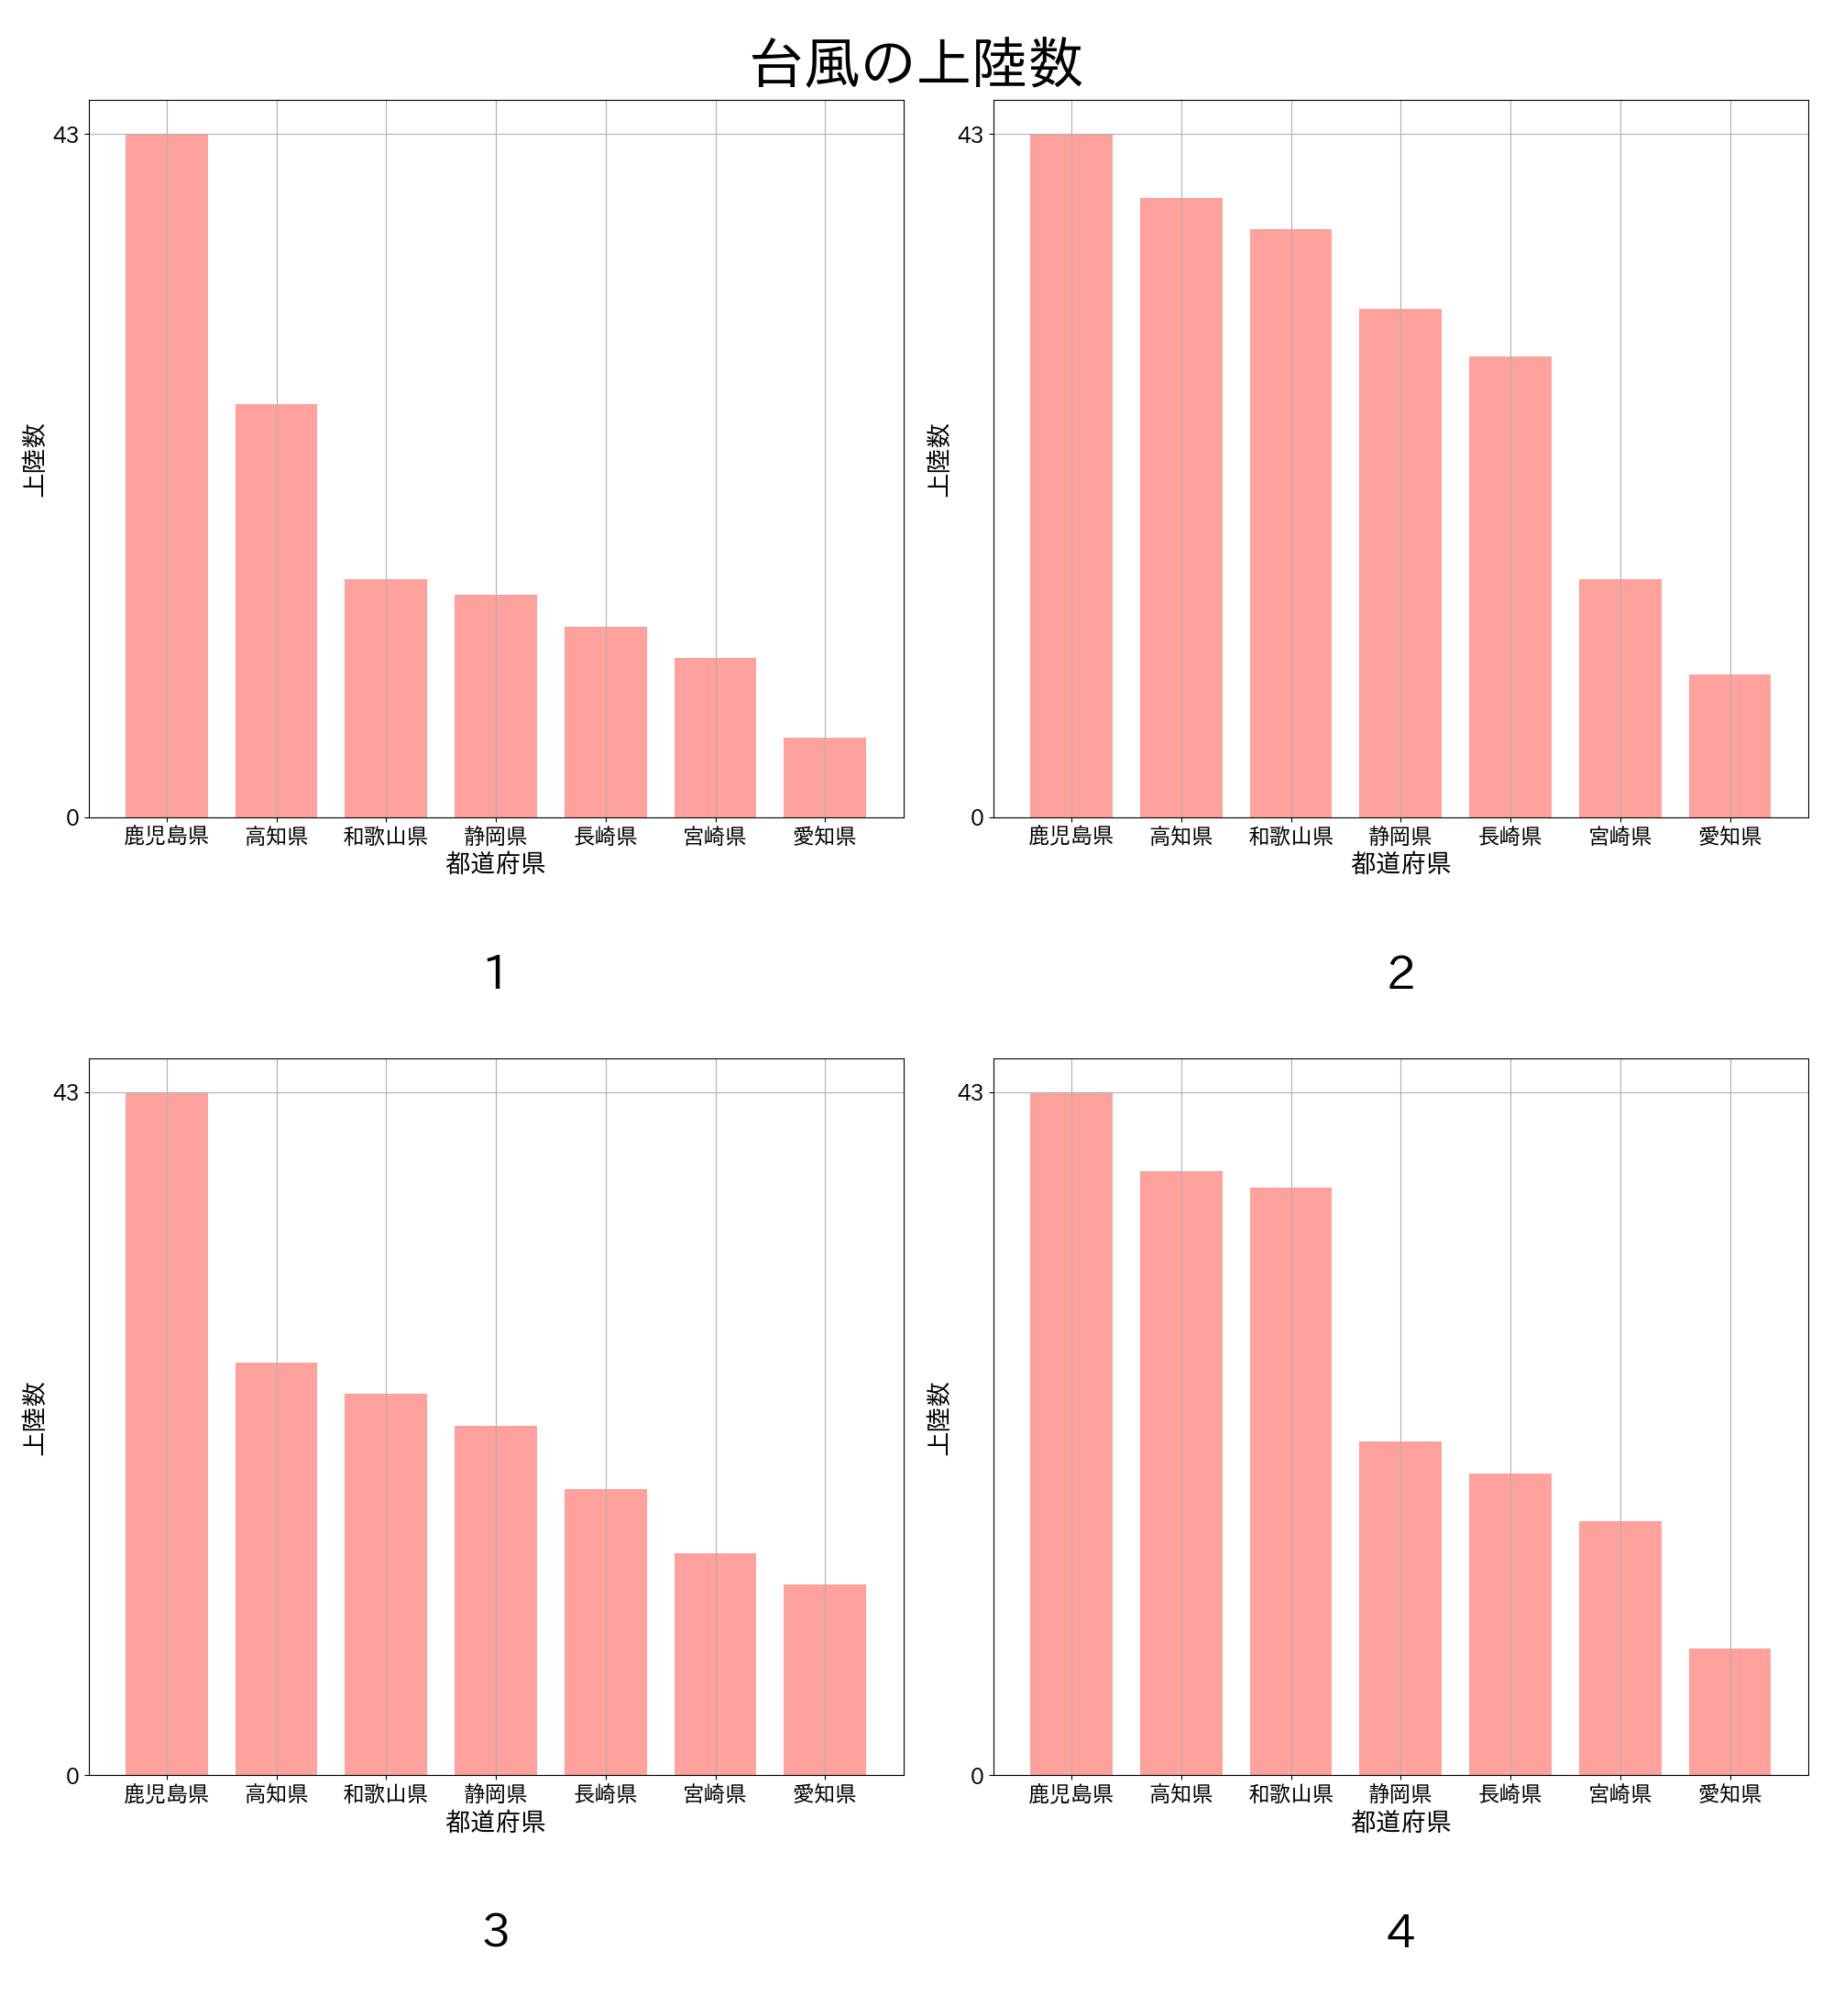 台風の上陸数
43
0
上陸数
鹿児島県 高知県 和歌山県 静岡県 長崎県 宮崎県 愛知県
都道府県
1
43
0
上陸数
鹿児島県 高知県 和歌山県 静岡県 長崎県 宮崎県 愛知県
都道府県
2
43
0
上陸数
鹿児島県 高知県 和歌山県 静岡県 長崎県 宮崎県 愛知県
都道府県
3
43
0
上陸数
鹿児島県 高知県 和歌山県 静岡県 長崎県 宮崎県 愛知県
都道府県
4